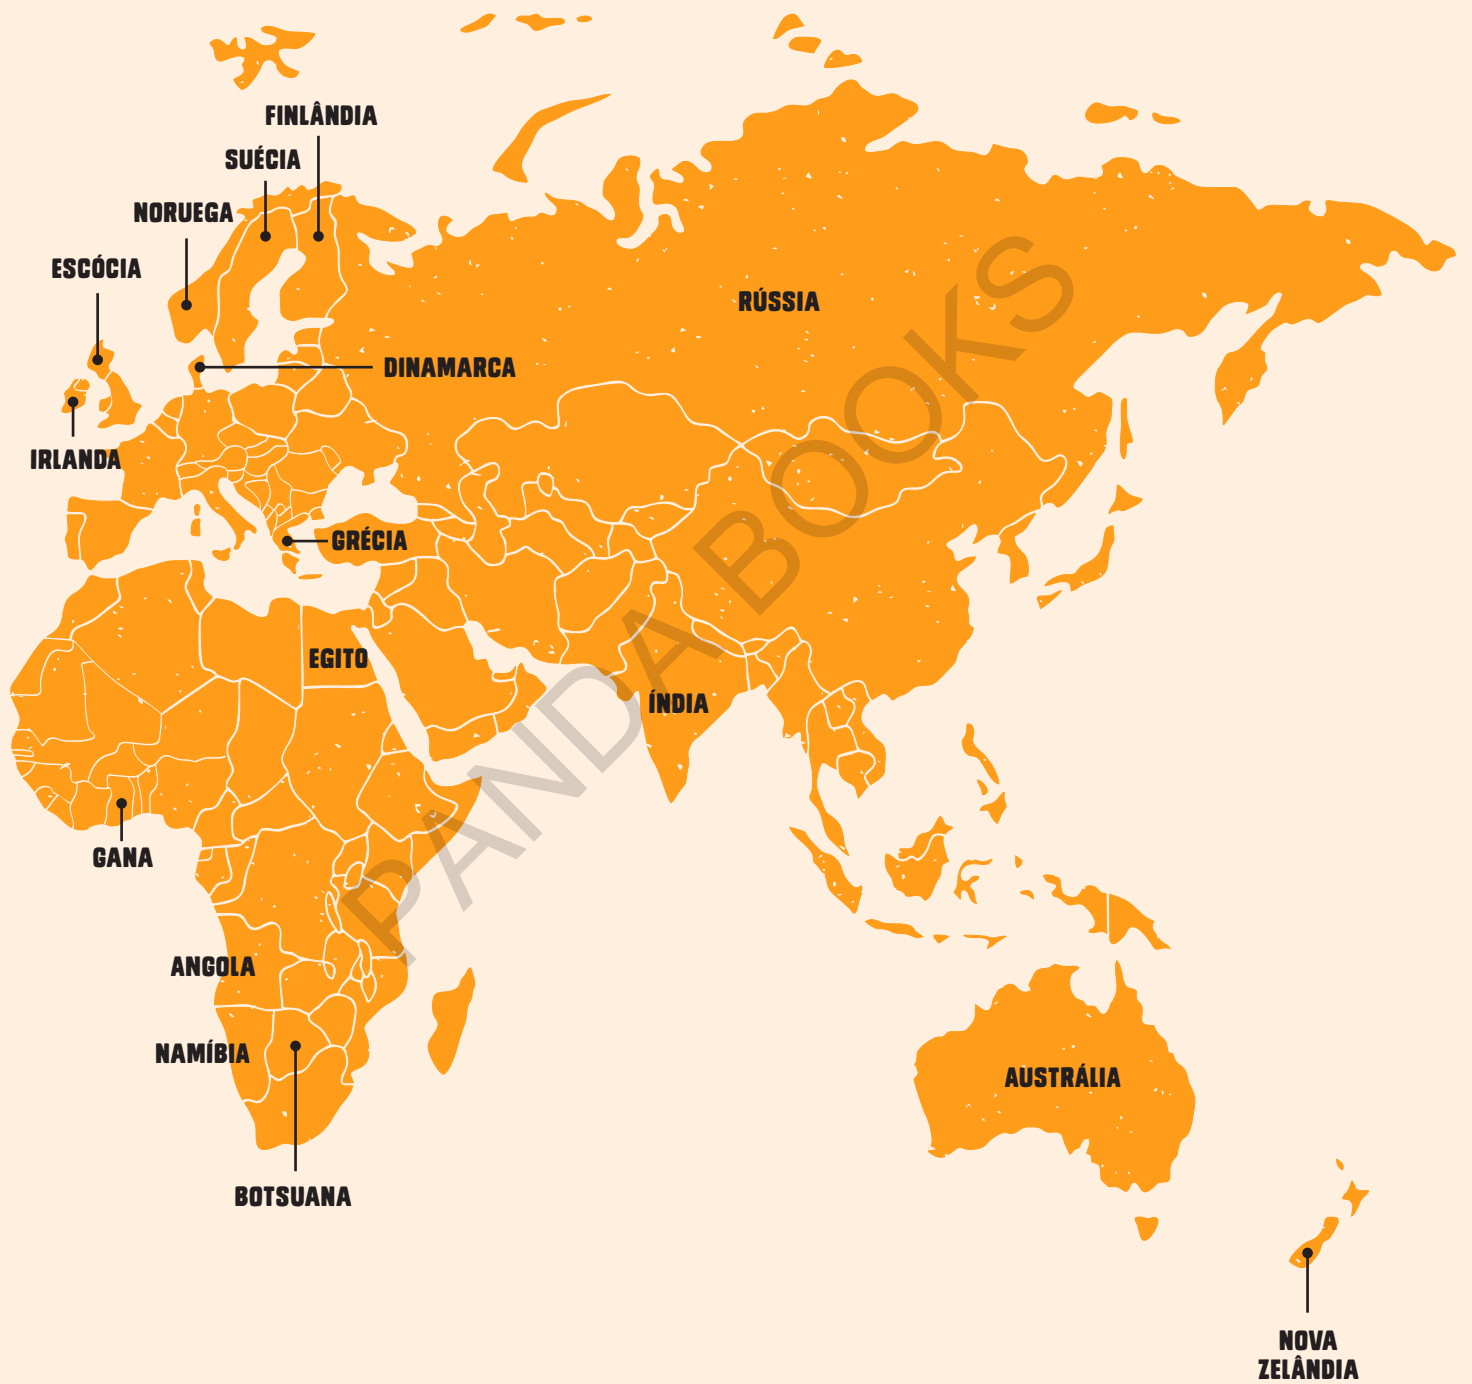 FINLÂNDIA
SUÉCIA
NORUEGA
ESCÓCIA
RÚSSIA
DINAMARCA
IRLANDA
GRÉCIA
EGITO
ÍNDIA
GANA
ANGOLA
NAMÍBIA
AUSTRÁLIA
BOTSUANA
NOVA
ZELÂNDIA
PANDA BOOKS